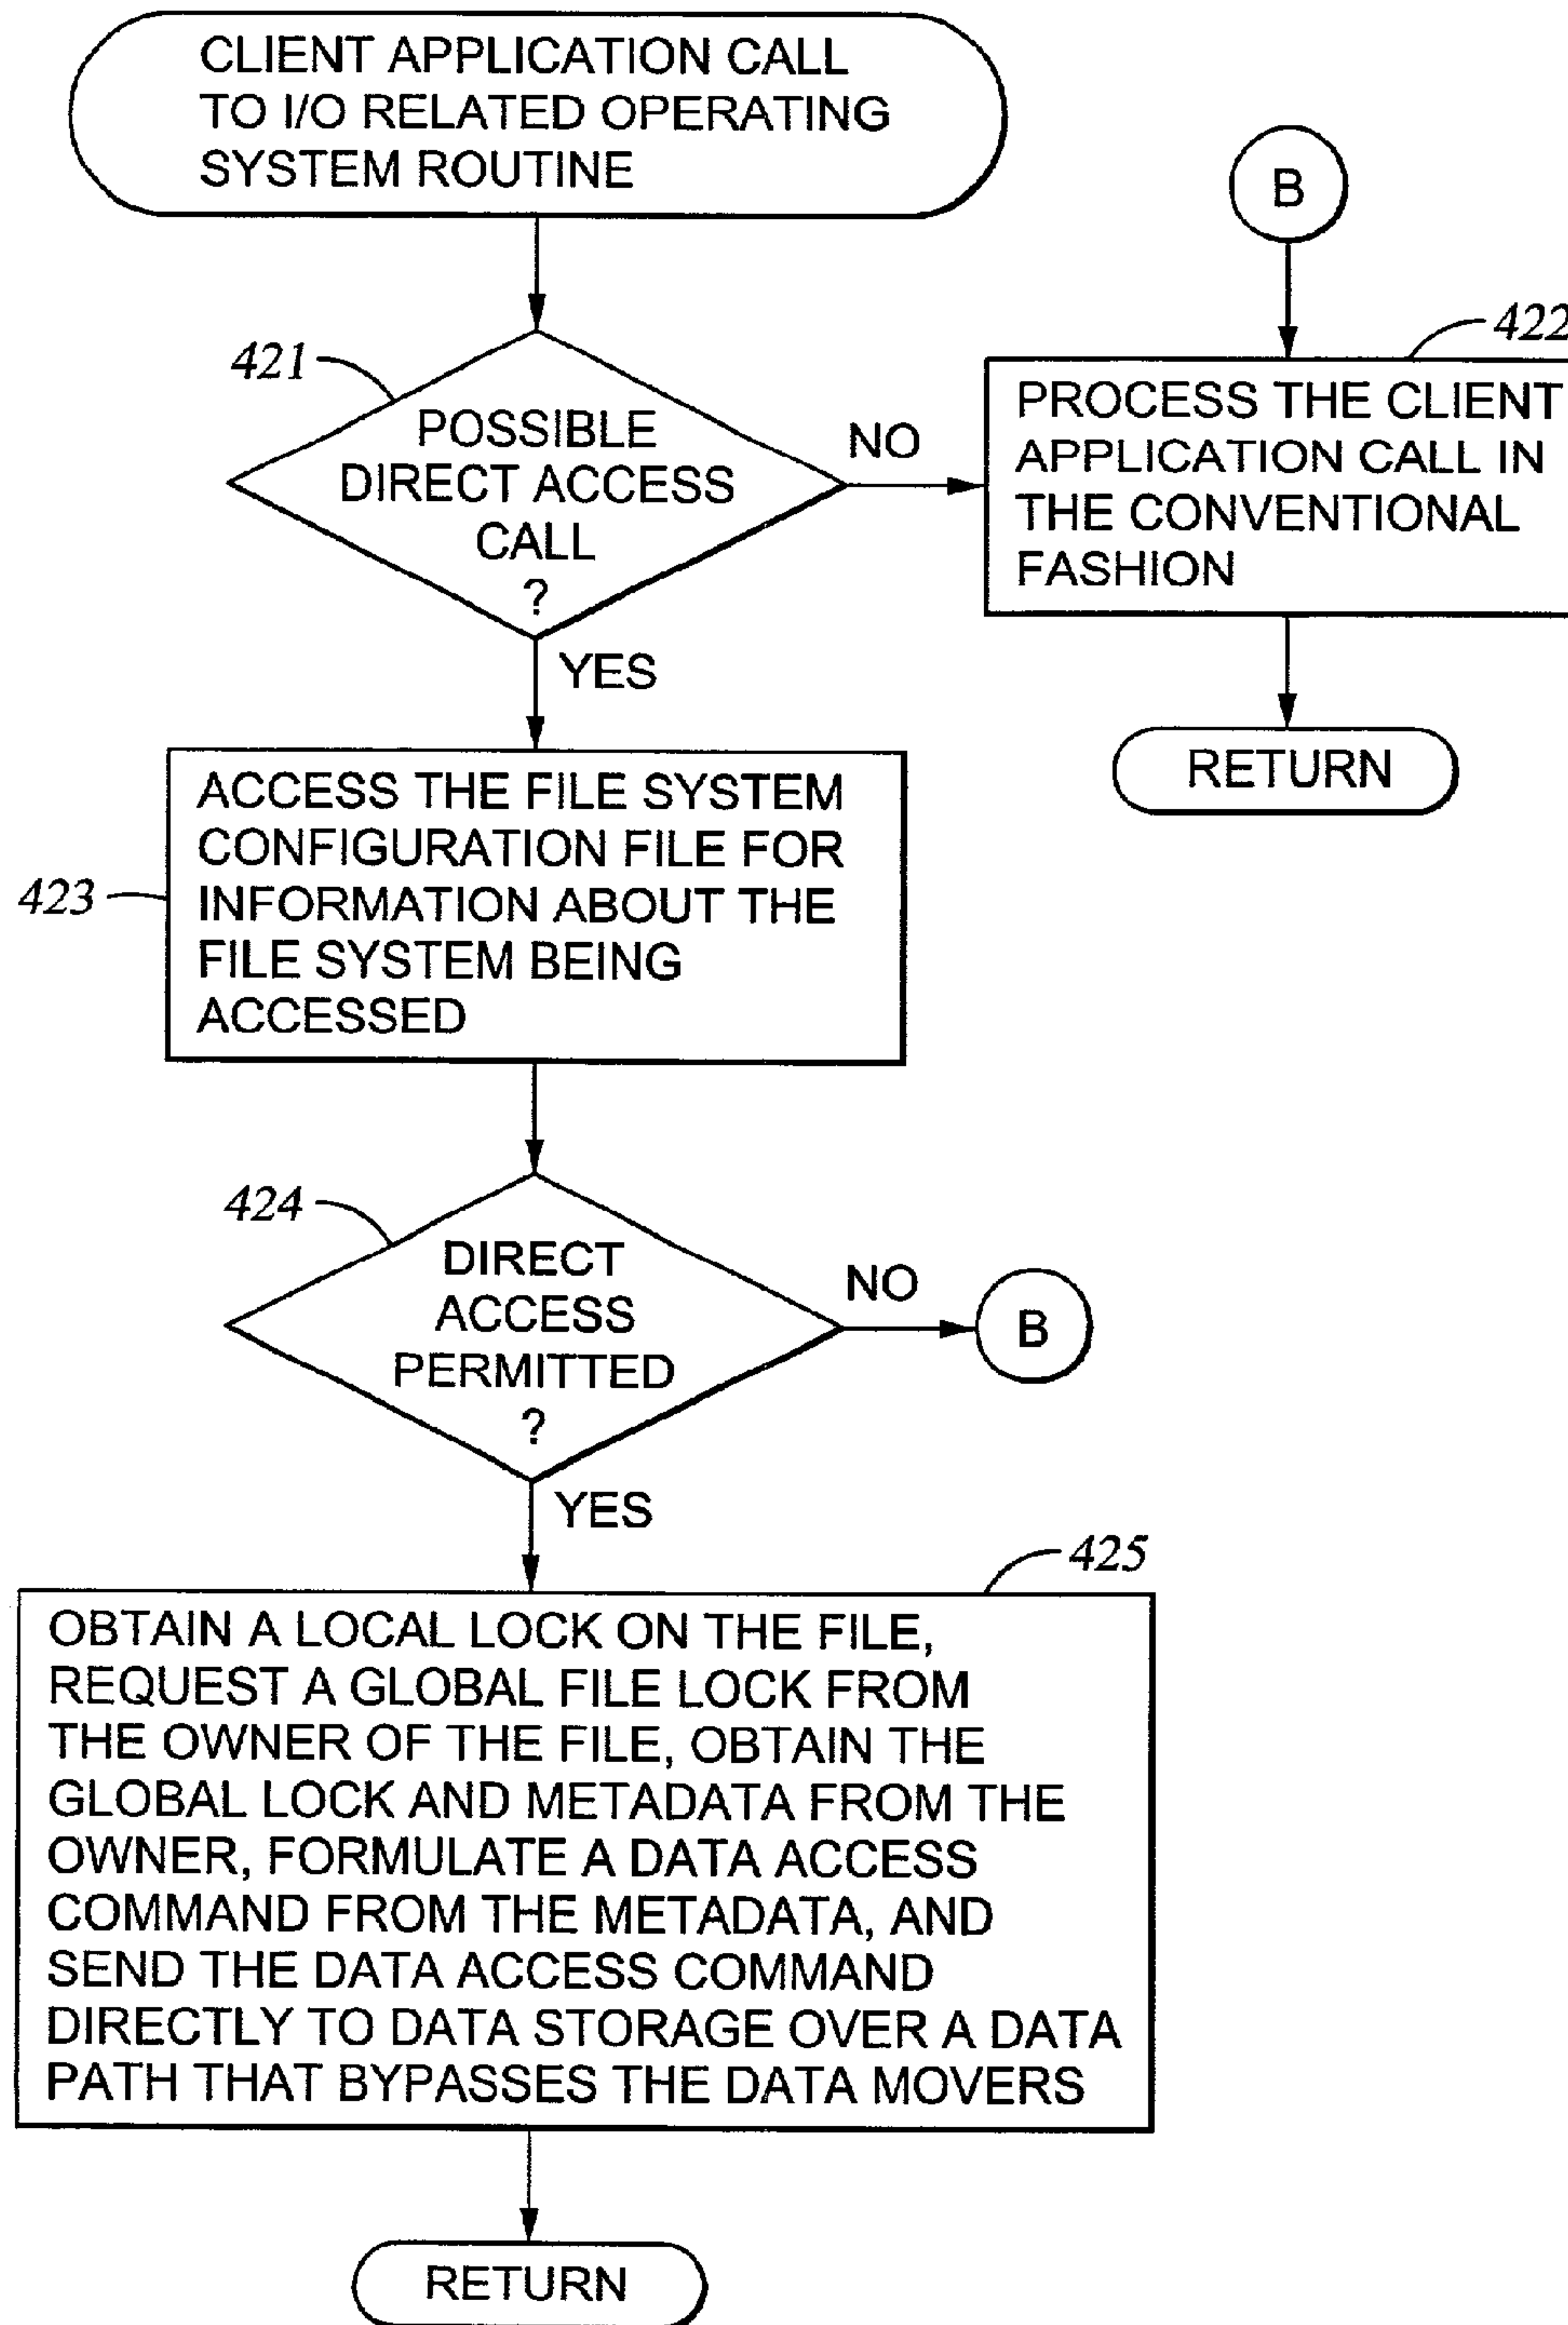 CLIENT APPLICATION CALL
TO I/O RELATED OPERATING
SYSTEM ROUTINE
421
POSSIBLE
DIRECT ACCESS
CALL
?
NO
YES
B
422
PROCESS THE CLIENT
APPLICATION CALL IN
THE CONVENTIONAL
FASHION
RETURN
423
ACCESS THE FILE SYSTEM
CONFIGURATION FILE FOR
INFORMATION ABOUT THE
FILE SYSTEM BEING
ACCESSED
424
DIRECT
ACCESS
PERMITTED
?
NO
B
YES
425
OBTAIN A LOCAL LOCK ON THE FILE,
REQUEST A GLOBAL FILE LOCK FROM
THE OWNER OF THE FILE, OBTAIN THE
GLOBAL LOCK AND METADATA FROM THE
OWNER, FORMULATE A DATA ACCESS
COMMAND FROM THE METADATA, AND
SEND THE DATA ACCESS COMMAND
DIRECTLY TO DATA STORAGE OVER A DATA
PATH THAT BYPASSES THE DATA MOVERS
RETURN